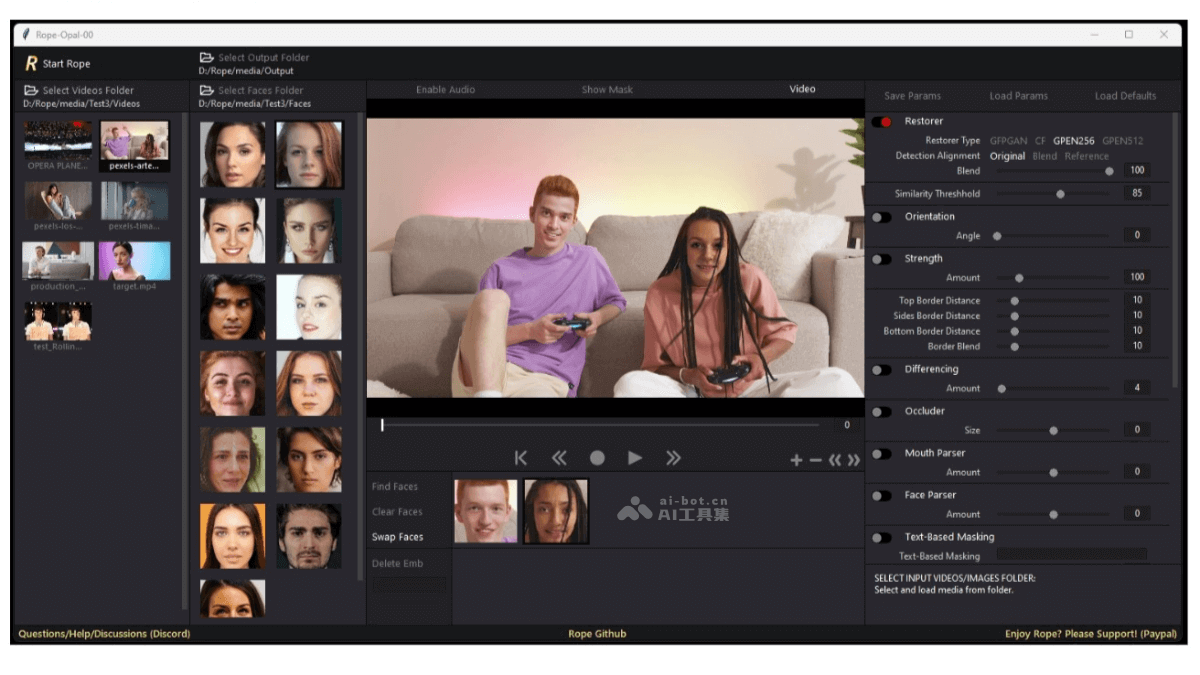 Rope-Opal-00
Start Rope
Select Output Folder
D:/Rope/media/Output
Select Videos Folder
D:/Rope/media/Test3/Videos
Select Faces Folder
D:/Rope/media/Test3/Faces
OPERA PLANE...
pexels-arte...
pexels-los-...
pexels-tima...
production_...
target.mp4
test_Rollin...
Enable Audio
Show Mask
Video
0
Find Faces
Clear Faces
Swap Faces
Delete Emb
ai-bot.cn
AI工具集
Save Params
Load Params
Load Defaults
Restorer
Restorer Type GFPGAN CF GPEN256 GPEN512
Detection Alignment Original Blend Reference
Blend 100
Similarity Threshhold 85
Orientation
Angle 0
Strength
Amount 100
Top Border Distance 10
Sides Border Distance 10
Bottom Border Distance 10
Border Blend 10
Differencing
Amount 4
Occluder
Size 0
Mouth Parser
Amount 0
Face Parser
Amount 0
Text-Based Masking
Text-Based Masking
SELECT INPUT VIDEOS/IMAGES FOLDER:
Select and load media from folder.
Questions/Help/Discussions (Discord)
Rope Github
Enjoy Rope? Please Support! (Paypal)